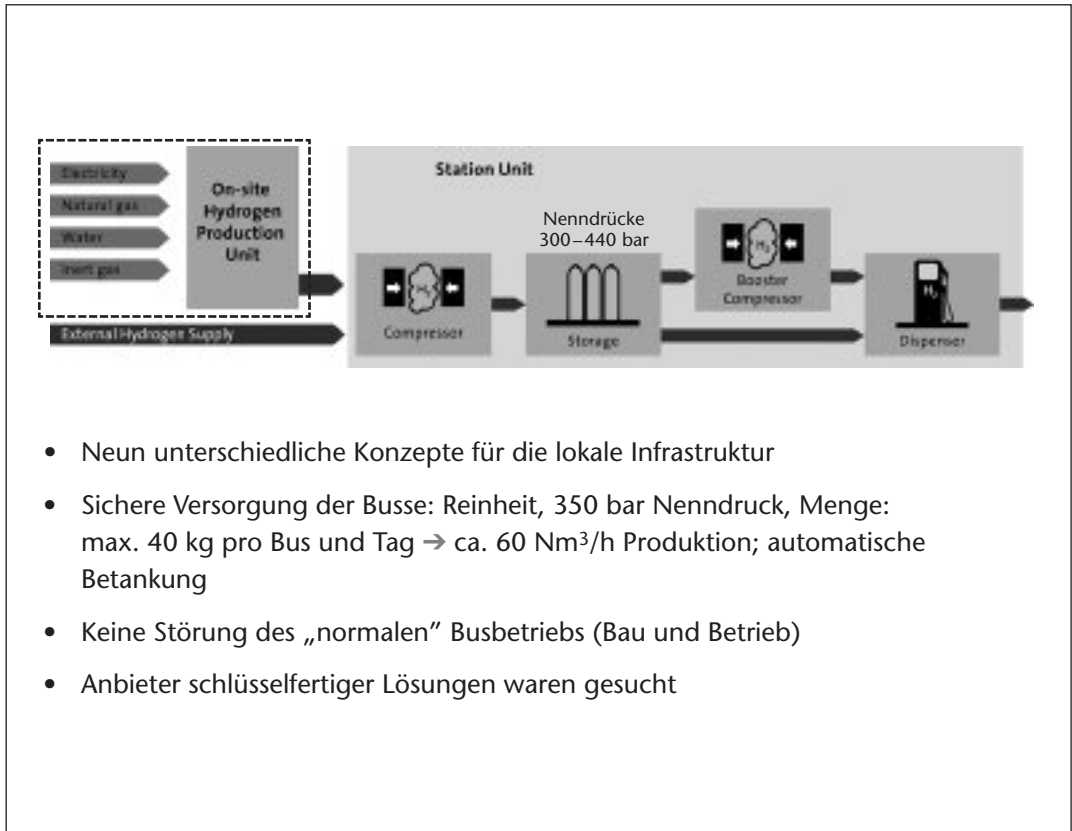 Electricity
Natural gas
Water
Inert gas
On-site
Hydrogen
Production
Unit
External Hydrogen Supply
Station Unit
H₂
Compressor
Nenndrücke
300–440 bar
Storage
H₂
Booster
Compressor
H₂
Dispenser
• Neun unterschiedliche Konzepte für die lokale Infrastruktur
• Sichere Versorgung der Busse: Reinheit, 350 bar Nenndruck, Menge:
max. 40 kg pro Bus und Tag ➔ ca. 60 Nm³/h Produktion; automatische
Betankung
• Keine Störung des „normalen” Busbetriebs (Bau und Betrieb)
• Anbieter schlüsselfertiger Lösungen waren gesucht